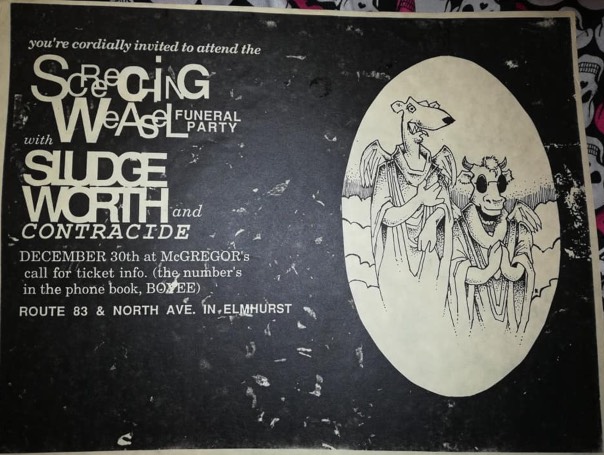 you're cordially invited to attend the
SCREECHING
WEASEL FUNERAL
PARTY
with
SLUDGE
WORTH and
CONTRACIDE
DECEMBER 30th at McGREGOR's
call for ticket info. (the number's
in the phone book, BOXEE)
ROUTE 83 & NORTH AVE. IN ELMHURST